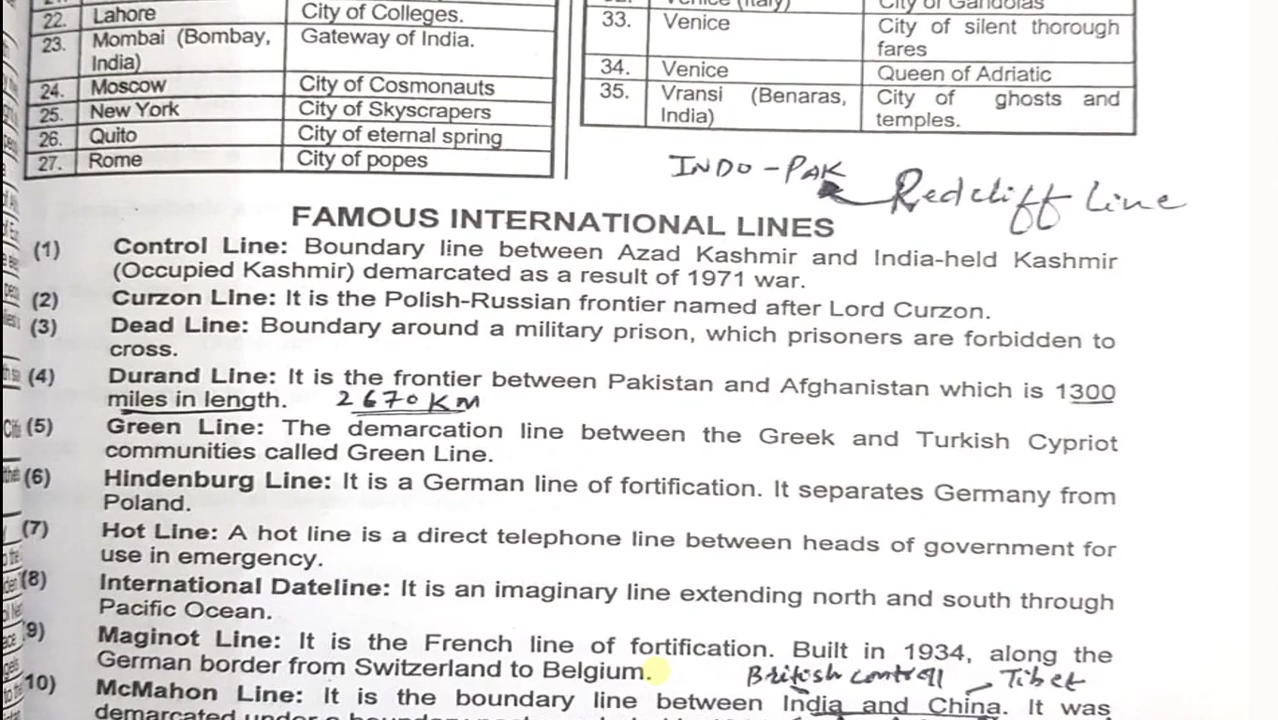 22. Lahore City of Colleges.
23. Mombai (Bombay, Gateway of India.
India)
24. Moscow City of Cosmonauts
25. New York City of Skyscrapers
26. Quito City of eternal spring
27. Rome City of popes
Venice (Italy) City of Gandolas
33. Venice City of silent thorough
fares
34. Venice Queen of Adriatic
35. Vransi (Benaras, City of ghosts and
India) temples.
INDO-PAK Redcliff Line
FAMOUS INTERNATIONAL LINES
(1) Control Line: Boundary line between Azad Kashmir and India-held Kashmir
(Occupied Kashmir) demarcated as a result of 1971 war.
(2) Curzon Line: It is the Polish-Russian frontier named after Lord Curzon.
(3) Dead Line: Boundary around a military prison, which prisoners are forbidden to
cross.
(4) Durand Line: It is the frontier between Pakistan and Afghanistan which is 1300
miles in length. 2670 KM
(5) Green Line: The demarcation line between the Greek and Turkish Cypriot
communities called Green Line.
(6) Hindenburg Line: It is a German line of fortification. It separates Germany from
Poland.
(7) Hot Line: A hot line is a direct telephone line between heads of government for
use in emergency.
(8) International Dateline: It is an imaginary line extending north and south through
Pacific Ocean.
9) Maginot Line: It is the French line of fortification. Built in 1934, along the
German border from Switzerland to Belgium.
British controll Tibet
10) McMahon Line: It is the boundary line between India and China. It was
demarcated under a boundary